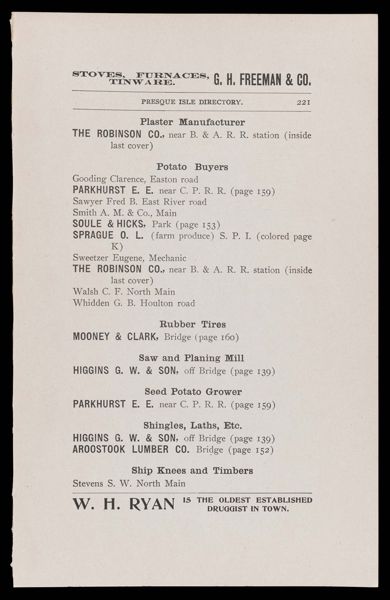 STOVES, FURNACES,
TINWARE.
G. H. FREEMAN & CO.
PRESQUE ISLE DIRECTORY. 221
Plaster Manufacturer
THE ROBINSON CO., near B. & A. R. R. station (inside
last cover)
Potato Buyers
Gooding Clarence, Easton road
PARKHURST E. E. near C. P. R. R. (page 159)
Sawyer Fred B. East River road
Smith A. M. & Co., Main
SOULE & HICKS, Park (page 153)
SPRAGUE O. L. (farm produce) S. P. I. (colored page
K)
Sweetzer Eugene, Mechanic
THE ROBINSON CO., near B. & A. R. R. station (inside
last cover)
Walsh C. F. North Main
Whidden G. B. Houlton road
Rubber Tires
MOONEY & CLARK, Bridge (page 160)
Saw and Planing Mill
HIGGINS G. W. & SON, off Bridge (page 139)
Seed Potato Grower
PARKHURST E. E. near C. P. R. R. (page 159)
Shingles, Laths, Etc.
HIGGINS G. W. & SON, off Bridge (page 139)
AROOSTOOK LUMBER CO. Bridge (page 152)
Ship Knees and Timbers
Stevens S. W. North Main
W. H. RYAN IS THE OLDEST ESTABLISHED
DRUGGIST IN TOWN.